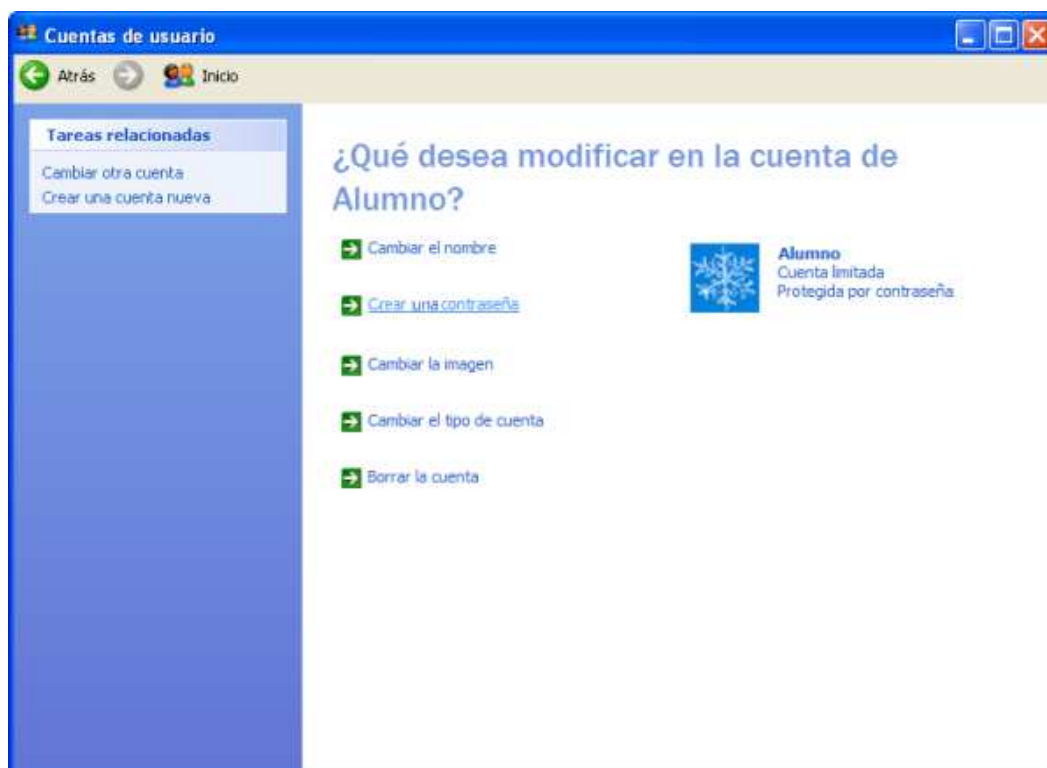 Cuentas de usuario
Atrás Inicio
Tareas relacionadas
Cambiar otra cuenta
Crear una cuenta nueva
¿Qué desea modificar en la cuenta de
Alumno?
Cambiar el nombre
Crear una contraseña
Cambiar la imagen
Cambiar el tipo de cuenta
Borrar la cuenta
Alumno
Cuenta limitada
Protegida por contraseña